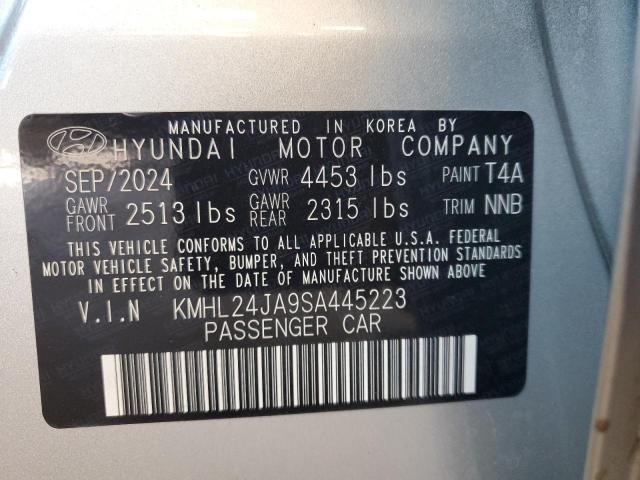 MANUFACTURED IN KOREA BY
HYUNDAI MOTOR COMPANY
SEP/2024 GVWR 4453 lbs PAINT T4A
GAWR FRONT 2513 lbs GAWR REAR 2315 lbs TRIM NNB
THIS VEHICLE CONFORMS TO ALL APPLICABLE U.S.A. FEDERAL
MOTOR VEHICLE SAFETY, BUMPER, AND THEFT PREVENTION STANDARDS
IN EFFECT ON THE DATE OF MANUFACTURE SHOWN ABOVE
V.I.N KMHL24JA9SA445223
PASSENGER CAR